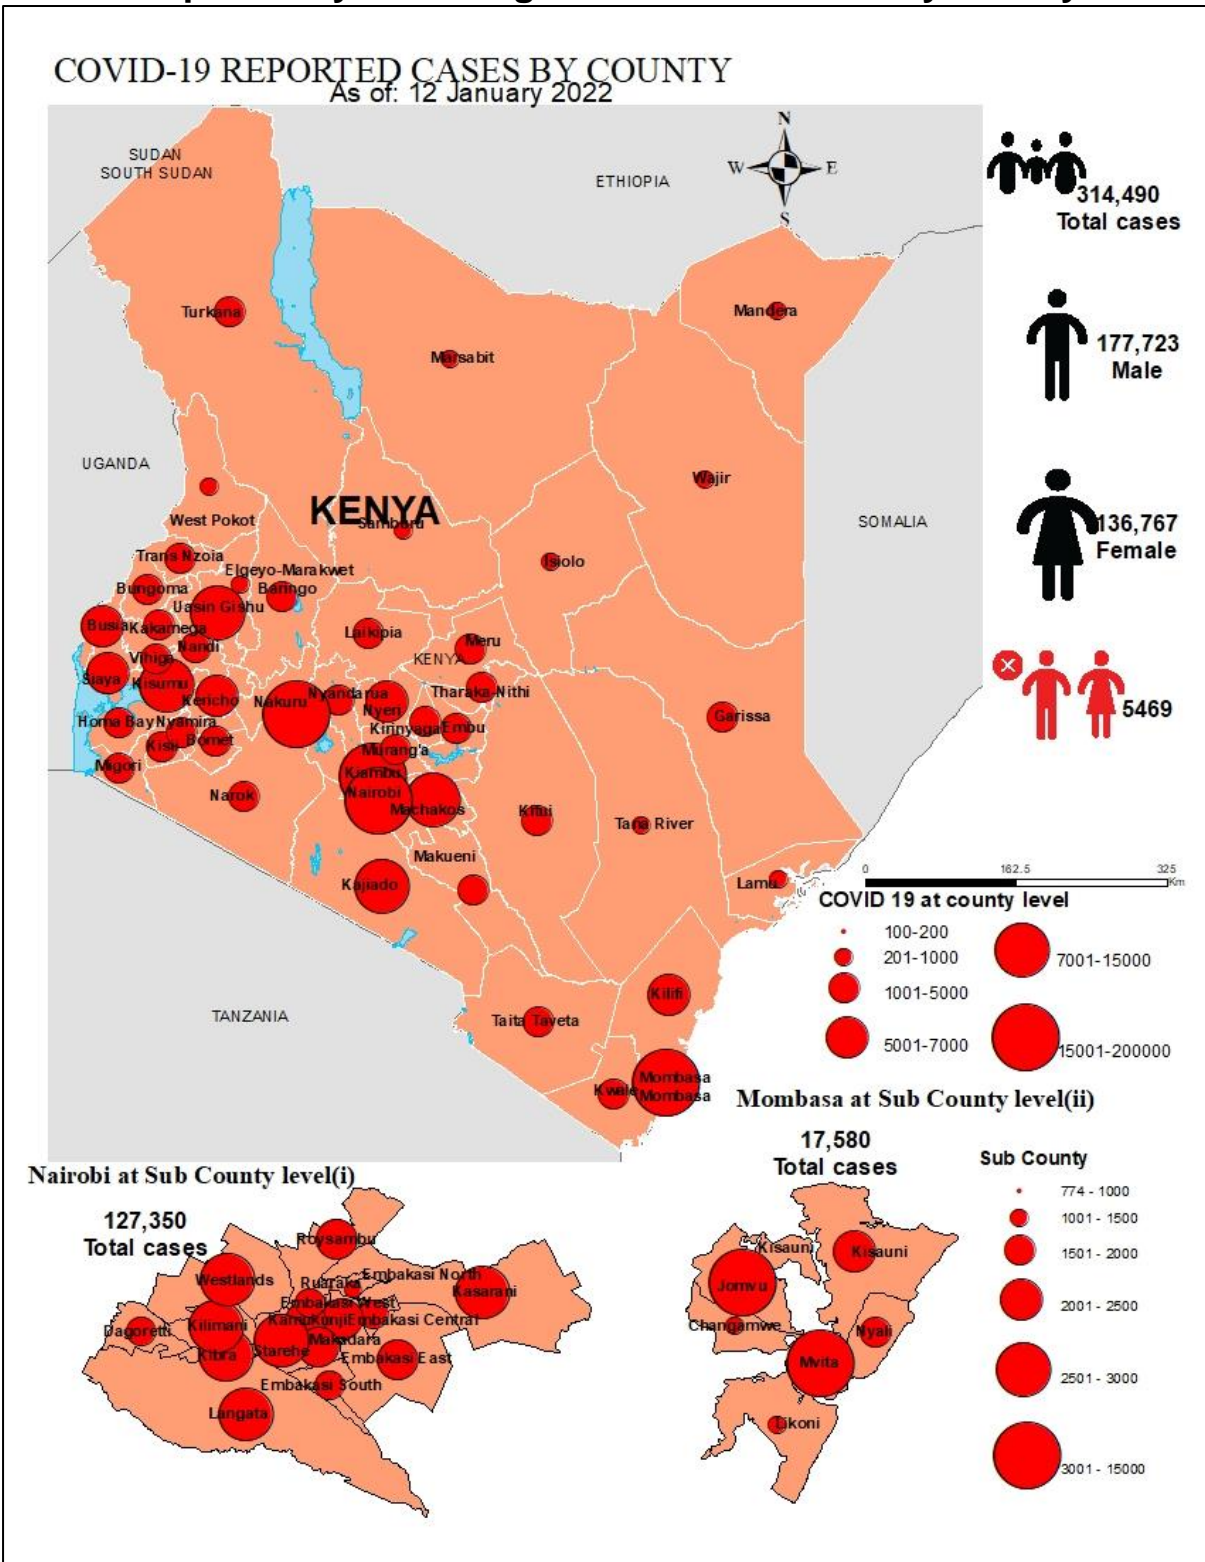 COVID-19 REPORTED CASES BY COUNTY
As of: 12 January 2022
N
W
E
S
SUDAN
SOUTH SUDAN
ETHIOPIA
314,490
Total cases
Turkana
Mandera
Marsabit
177,723
Male
UGANDA
Wajir
KENYA
Samburu
West Pokot
SOMALIA
136,767
Female
Trans Nzoia
Isiolo
Elgeyo-Marakwet
Bungoma
Baringo
Uasin Gishu
Busia
Kakamega
Laikipia
Nandi
Meru
Vihiga
KENYA
Siaya
Kisumu
Kericho
Nakuru
Nyandarua
Tharaka-Nithi
Nyeri
5469
Garissa
Homa Bay
Nyamira
Kirinyaga
Embu
Kisii
Bomet
Murang'a
Migori
Kiambu
Narok
Nairobi
Machakos
Kitui
Tana River
Makueni
Kajiado
Lamu
0
162.5
325
Km
COVID 19 at county level
100-200
201-1000
1001-5000
5001-7000
7001-15000
15001-200000
Kilifi
TANZANIA
Taita Taveta
Kwale
Mombasa
Mombasa
Mombasa at Sub County level(ii)
17,580
Total cases
Sub County
774 - 1000
1001 - 1500
1501 - 2000
2001 - 2500
2501 - 3000
3001 - 15000
Kisauni
Kisauni
Jomvu
Changamwe
Nyali
Mvita
Likoni
Nairobi at Sub County level(i)
127,350
Total cases
Roysambu
Westlands
Ruaraka
Embakasi North
Kasarani
Embakasi West
Kamukunji
Embakasi Central
Dagoretti
Kilimani
Makadara
Starehe
Kibra
Embakasi East
Embakasi South
Langata